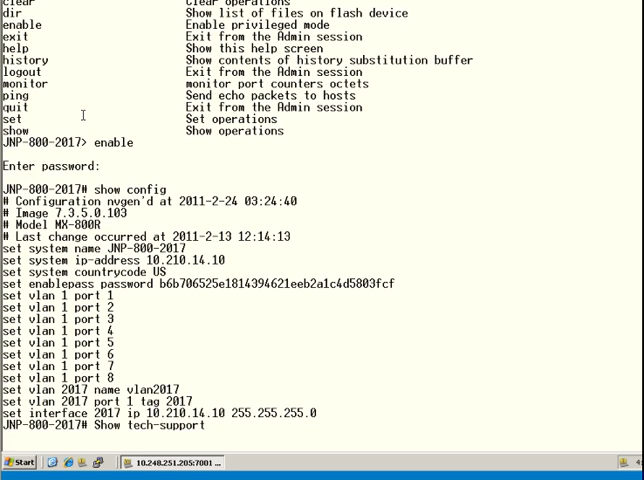 clear Clear operations
dir Show list of files on flash device
enable Enable privileged mode
exit Exit from the Admin session
help Show this help screen
history Show contents of history substitution buffer
logout Exit from the Admin session
monitor monitor port counters octets
ping Send echo packets to hosts
quit Exit from the Admin session
set Set operations
show Show operations
JNP-800-2017> enable
Enter password:
JNP-800-2017# show config
# Configuration nvgen'd at 2011-2-24 03:24:40
# Image 7.3.5.0.103
# Model MX-800R
# Last change occurred at 2011-2-13 12:14:13
set system name JNP-800-2017
set system ip-address 10.210.14.10
set system countrycode US
set enablepass password b6b706525e1814394621eeb2a1c4d5803fcf
set vlan 1 port 1
set vlan 1 port 2
set vlan 1 port 3
set vlan 1 port 4
set vlan 1 port 5
set vlan 1 port 6
set vlan 1 port 7
set vlan 1 port 8
set vlan 2017 name vlan2017
set vlan 2017 port 1 tag 2017
set interface 2017 ip 10.210.14.10 255.255.255.0
JNP-800-2017# Show tech-support
Start 10.248.251.205:7001 ...